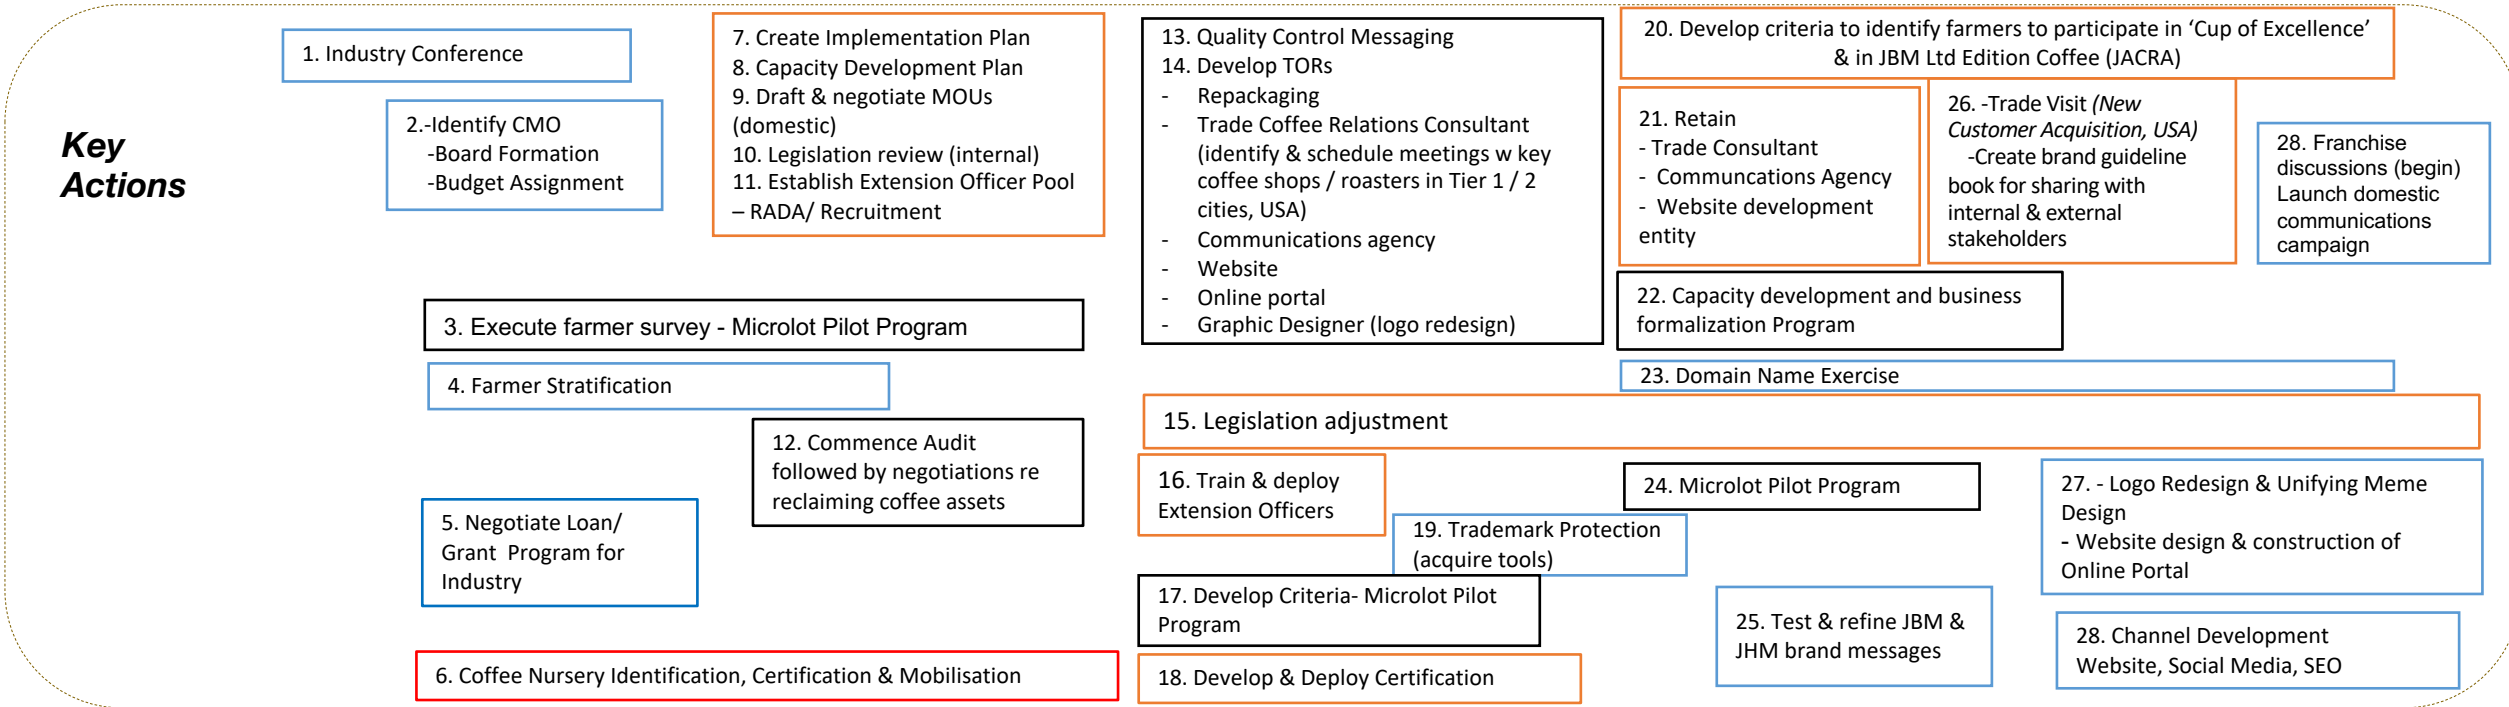 Key
Actions
1. Industry Conference
2.-Identify CMO
-Board Formation
-Budget Assignment
3. Execute farmer survey - Microlot Pilot Program
4. Farmer Stratification
5. Negotiate Loan/
Grant Program for
Industry
6. Coffee Nursery Identification, Certification & Mobilisation
7. Create Implementation Plan
8. Capacity Development Plan
9. Draft & negotiate MOUs
(domestic)
10. Legislation review (internal)
11. Establish Extension Officer Pool
– RADA/ Recruitment
12. Commence Audit
followed by negotiations re
reclaiming coffee assets
13. Quality Control Messaging
14. Develop TORs
- Repackaging
- Trade Coffee Relations Consultant
(identify & schedule meetings w key
coffee shops / roasters in Tier 1 / 2
cities, USA)
- Communications agency
- Website
- Online portal
- Graphic Designer (logo redesign)
15. Legislation adjustment
16. Train & deploy
Extension Officers
19. Trademark Protection
(acquire tools)
17. Develop Criteria- Microlot Pilot
Program
18. Develop & Deploy Certification
20. Develop criteria to identify farmers to participate in ‘Cup of Excellence’
& in JBM Ltd Edition Coffee (JACRA)
21. Retain
- Trade Consultant
- Communcations Agency
- Website development
entity
26. -Trade Visit (New
Customer Acquisition, USA)
-Create brand guideline
book for sharing with
internal & external
stakeholders
28. Franchise
discussions (begin)
Launch domestic
communications
campaign
22. Capacity development and business
formalization Program
23. Domain Name Exercise
24. Microlot Pilot Program
25. Test & refine JBM &
JHM brand messages
27. - Logo Redesign & Unifying Meme
Design
- Website design & construction of
Online Portal
28. Channel Development
Website, Social Media, SEO